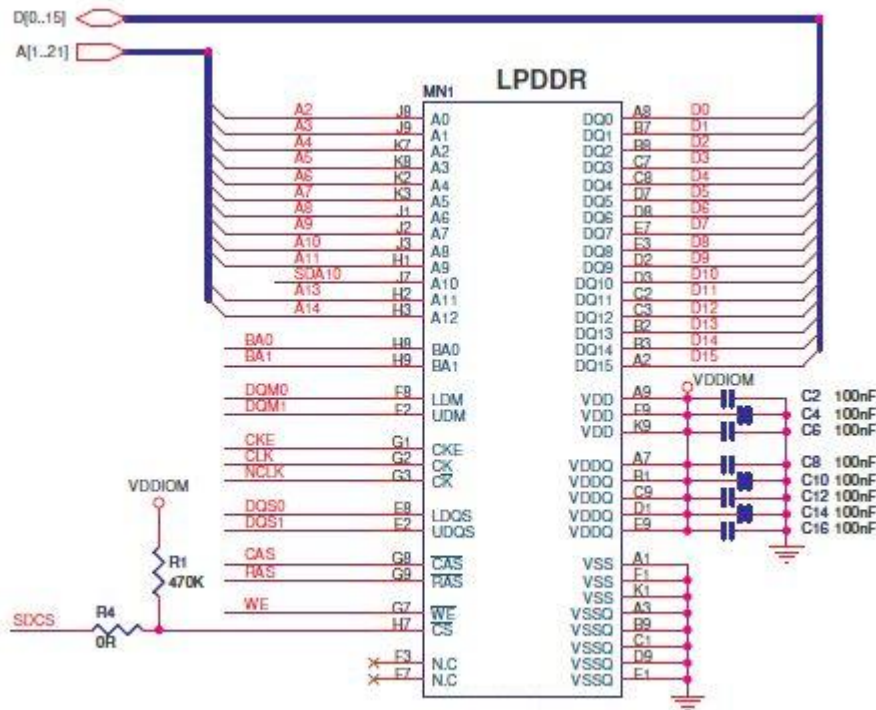 D[0..15]
A[1..21]
LPDDR
MN1
A2 J8 A0 DQ0 A8 D0
A3 J9 A1 DQ1 B7 D1
A4 K7 A2 DQ2 B8 D2
A5 K8 A3 DQ3 C7 D3
A6 K2 A4 DQ4 C8 D4
A7 K3 A5 DQ5 D7 D5
A8 J1 A6 DQ6 D8 D6
A9 J2 A7 DQ7 E7 D7
A10 J3 A8 DQ8 E3 D8
A11 H1 A9 DQ9 D2 D9
SDA10 J7 A10 DQ10 D3 D10
A13 H2 A11 DQ11 C2 D11
A14 H3 A12 DQ12 C3 D12
DQ13 B2 D13
BA0 H8 BA0 DQ14 B3 D14
BA1 H9 BA1 DQ15 A2 D15
VDDIOM
DQM0 F8 LDM VDD A9 C2 100nF
DQM1 F2 UDM VDD F9 C4 100nF
VDD K9 C6 100nF
CKE G1 CKE
CLK G2 CK VDDQ A7 C8 100nF
NCLK G3 CK VDDQ B1 C10 100nF
VDDQ C9 C12 100nF
DQS0 E8 LDQS VDDQ D1 C14 100nF
DQS1 E2 UDQS VDDQ E9 C16 100nF
VDDIOM
CAS G8 CAS VSS A1
RAS G9 RAS VSS F1
R1
470K
VSS K1
WE G7 WE VSSQ A3
SDCS R4 H7 CS VSSQ B9
0R
VSSQ C1
F3 N.C VSSQ D9
F7 N.C VSSQ E1